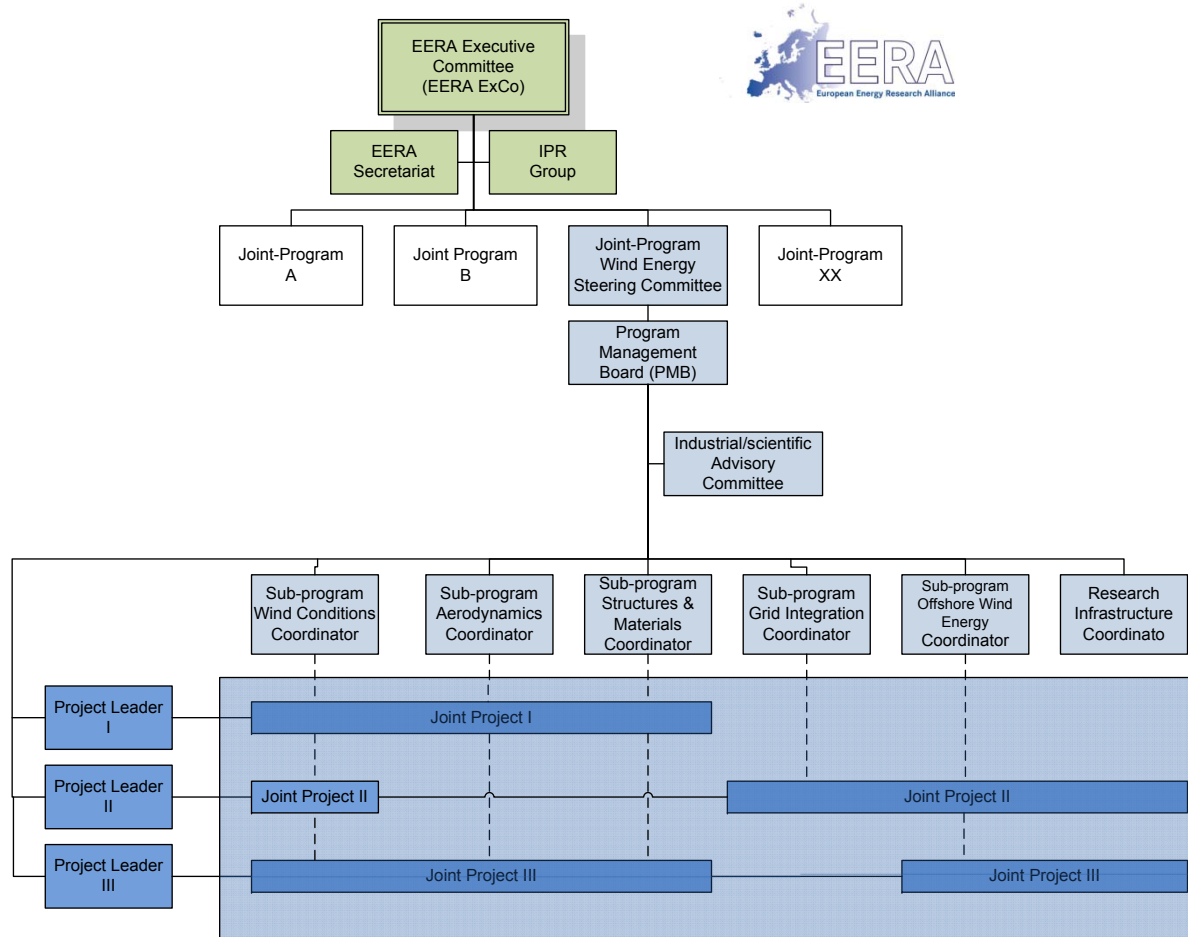 EERA Executive
Committee
(EERA ExCo)
EERA
European Energy Research Alliance
EERA
Secretariat
IPR
Group
Joint-Program
A
Joint Program
B
Joint-Program
Wind Energy
Steering Committee
Joint-Program
XX
Program
Management
Board (PMB)
Industrial/scientific
Advisory
Committee
Sub-program
Wind Conditions
Coordinator
Sub-program
Aerodynamics
Coordinator
Sub-program
Structures &
Materials
Coordinator
Sub-program
Grid Integration
Coordinator
Sub-program
Offshore Wind
Energy
Coordinator
Research
Infrastructure
Coordinato
Project Leader
I
Joint Project I
Project Leader
II
Joint Project II
Joint Project II
Project Leader
III
Joint Project III
Joint Project III